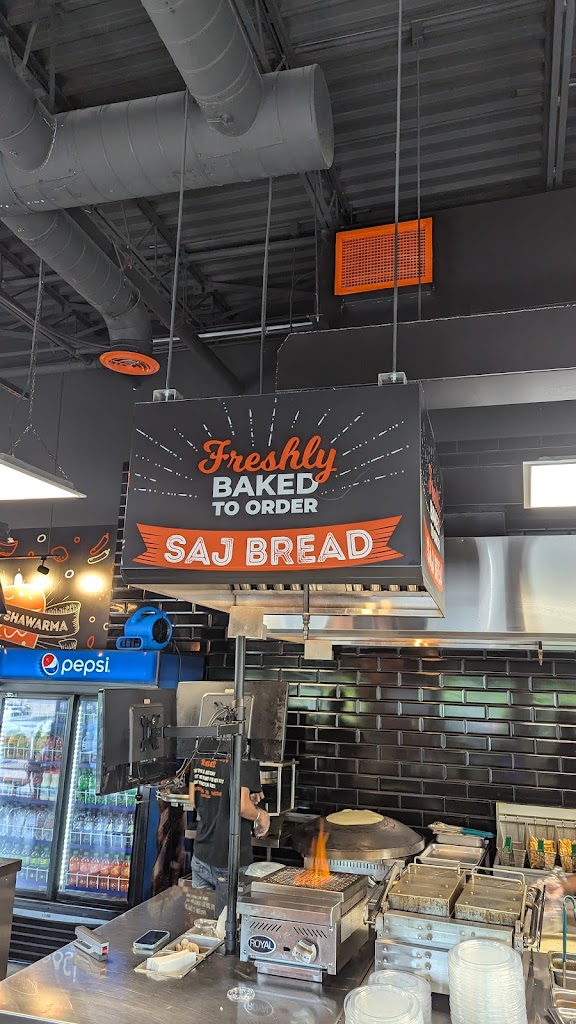 Freshly
BAKED
TO ORDER
SAJ BREAD
SHAWARMA
pepsi
ROYAL